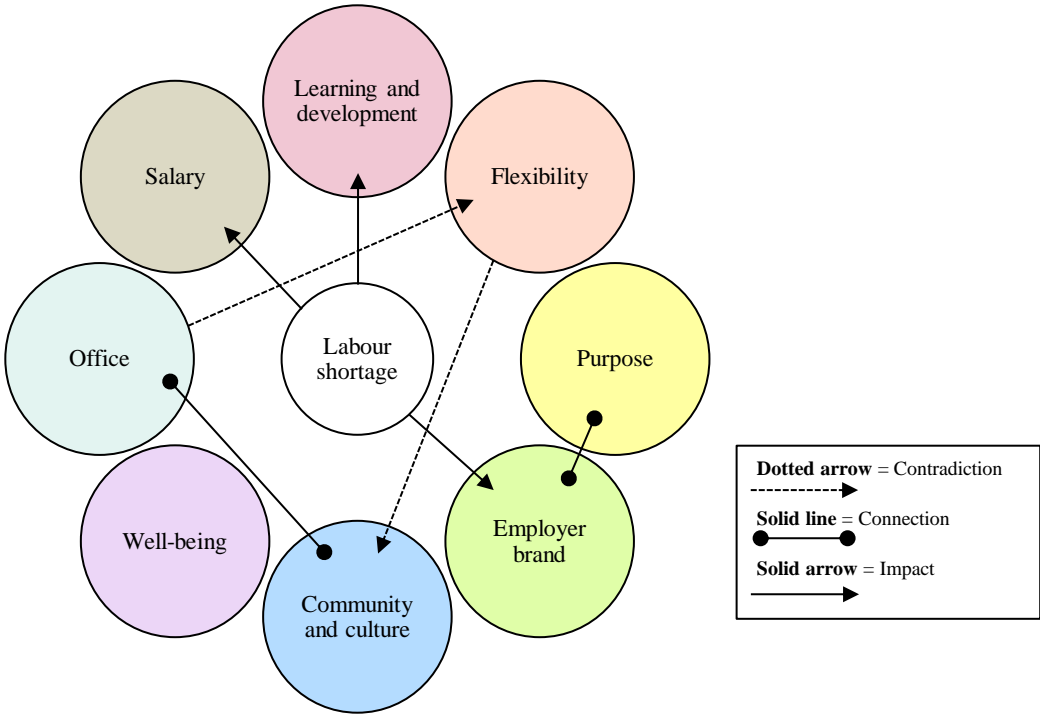 Learning and
development
Salary
Flexibility
Office
Labour
shortage
Purpose
Well-being
Employer
brand
Community
and culture
Dotted arrow = Contradiction
Solid line = Connection
Solid arrow = Impact